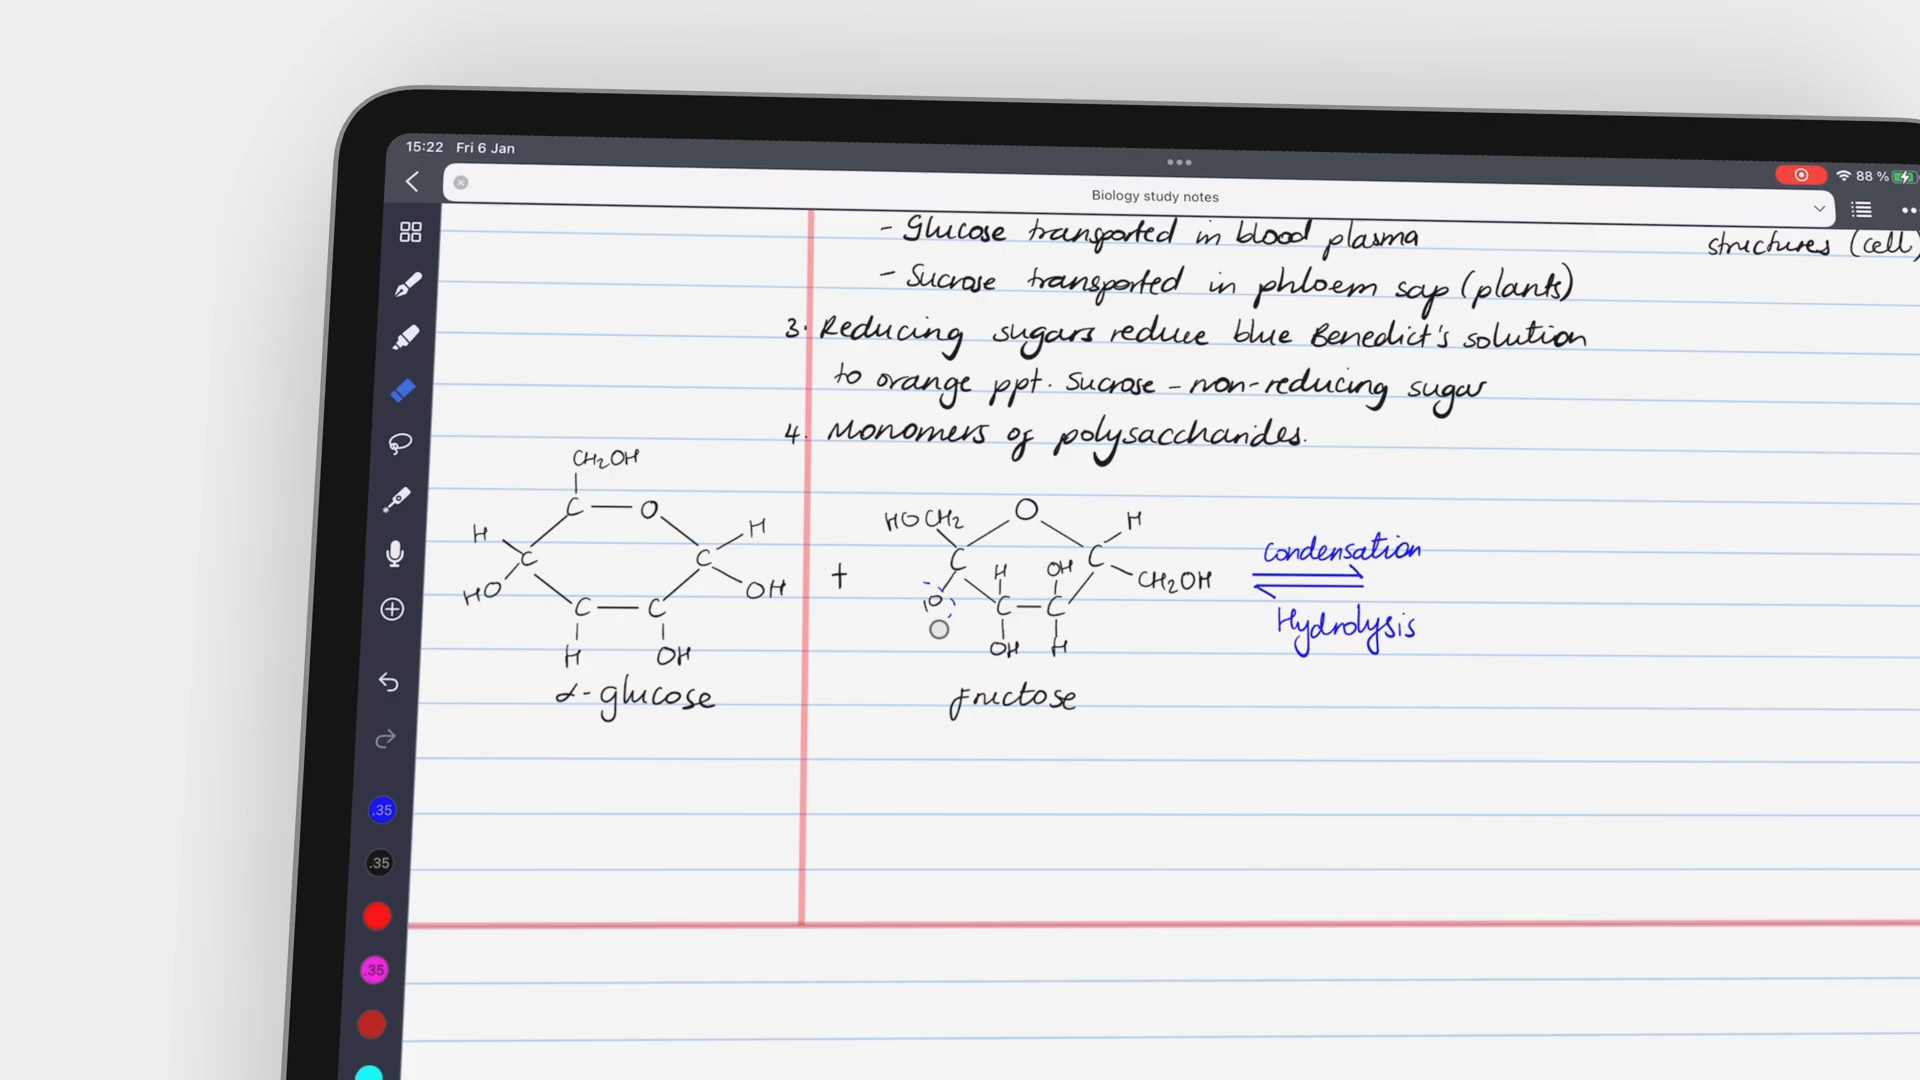 15:22 Fri 6 Jan
88 %
Biology study notes
- Glucose transported in blood plasma
structures (cell)
- Sucrose transported in phloem sap (plants)
3. Reducing sugars reduce blue Benedict's solution
to orange ppt. Sucrose - non-reducing sugar
4. Monomers of polysaccharides.
CH₂OH
C O
H
H
C
C
HO
OH
C C
H
OH
α-glucose
+
O
HOCH₂
H
C
C
H
OH
CH₂OH
O
C C
OH
H
fructose
Condensation
Hydrolysis
.35
.35
.35